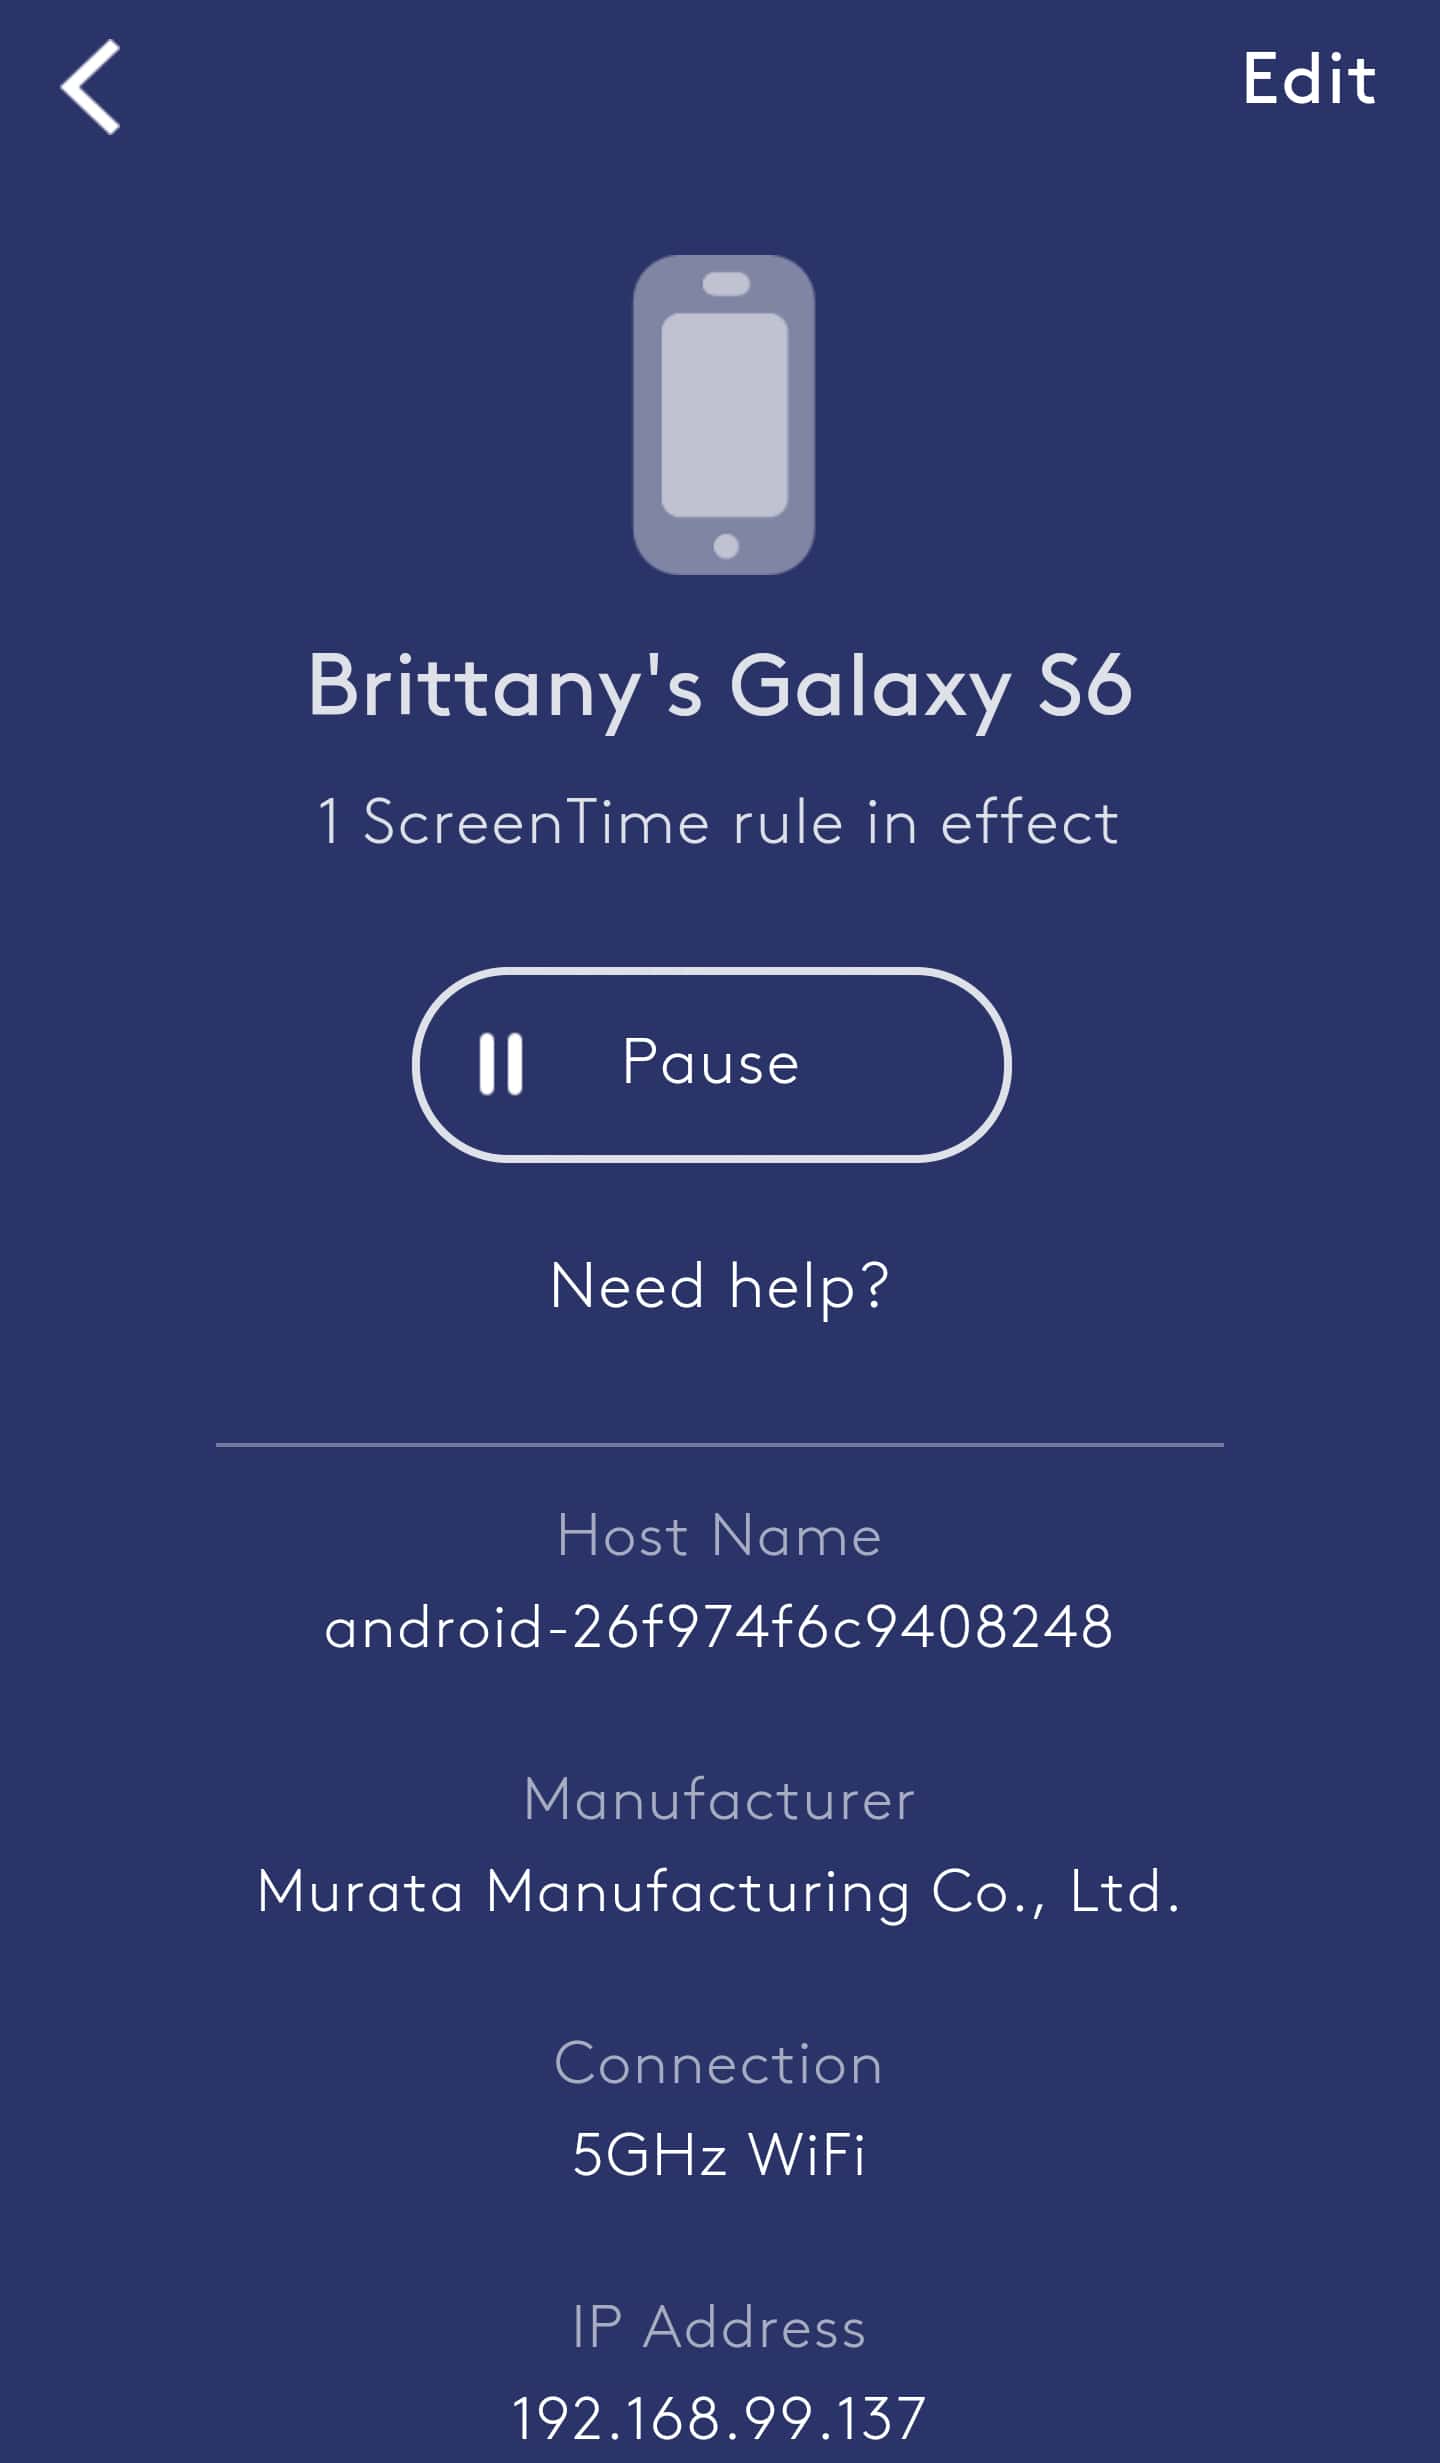 Edit
Brittany's Galaxy S6
1 ScreenTime rule in effect
Pause
Need help?
Host Name
android-26f974f6c9408248
Manufacturer
Murata Manufacturing Co., Ltd.
Connection
5GHz WiFi
IP Address
192.168.99.137